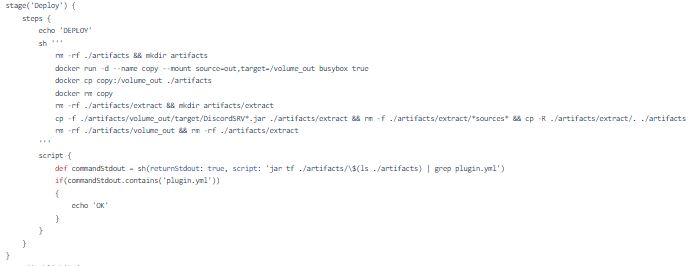 stage('Deploy') {
steps {
echo 'DEPLOY'
sh '''
rm -rf ./artifacts && mkdir artifacts
docker run -d --name copy --mount source=out,target=/volume_out busybox true
docker cp copy:/volume_out ./artifacts
docker rm copy
rm -rf ./artifacts/extract && mkdir artifacts/extract
cp -f ./artifacts/volume_out/target/DiscordSRV*.jar ./artifacts/extract && rm -f ./artifacts/extract/*sources* && cp -R ./artifacts/extract/. ./artifacts
rm -rf ./artifacts/volume_out && rm -rf ./artifacts/extract
'''
script {
def commandStdout = sh(returnStdout: true, script: 'jar tf ./artifacts/\$(ls ./artifacts) | grep plugin.yml')
if(commandStdout.contains('plugin.yml'))
{
echo 'OK'
}
}
}
}